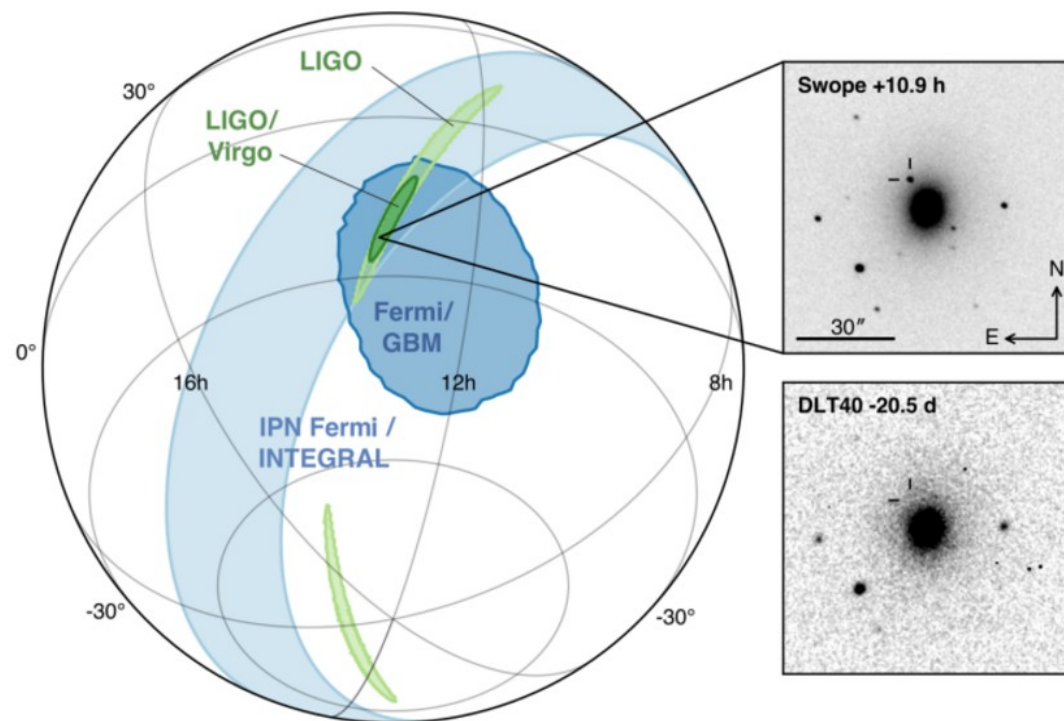 LIGO
LIGO/
Virgo
30°
0°
16h
12h
8h
Fermi/
GBM
IPN Fermi /
INTEGRAL
-30°
-30°
Swope +10.9 h
N
E
30″
DLT40 -20.5 d